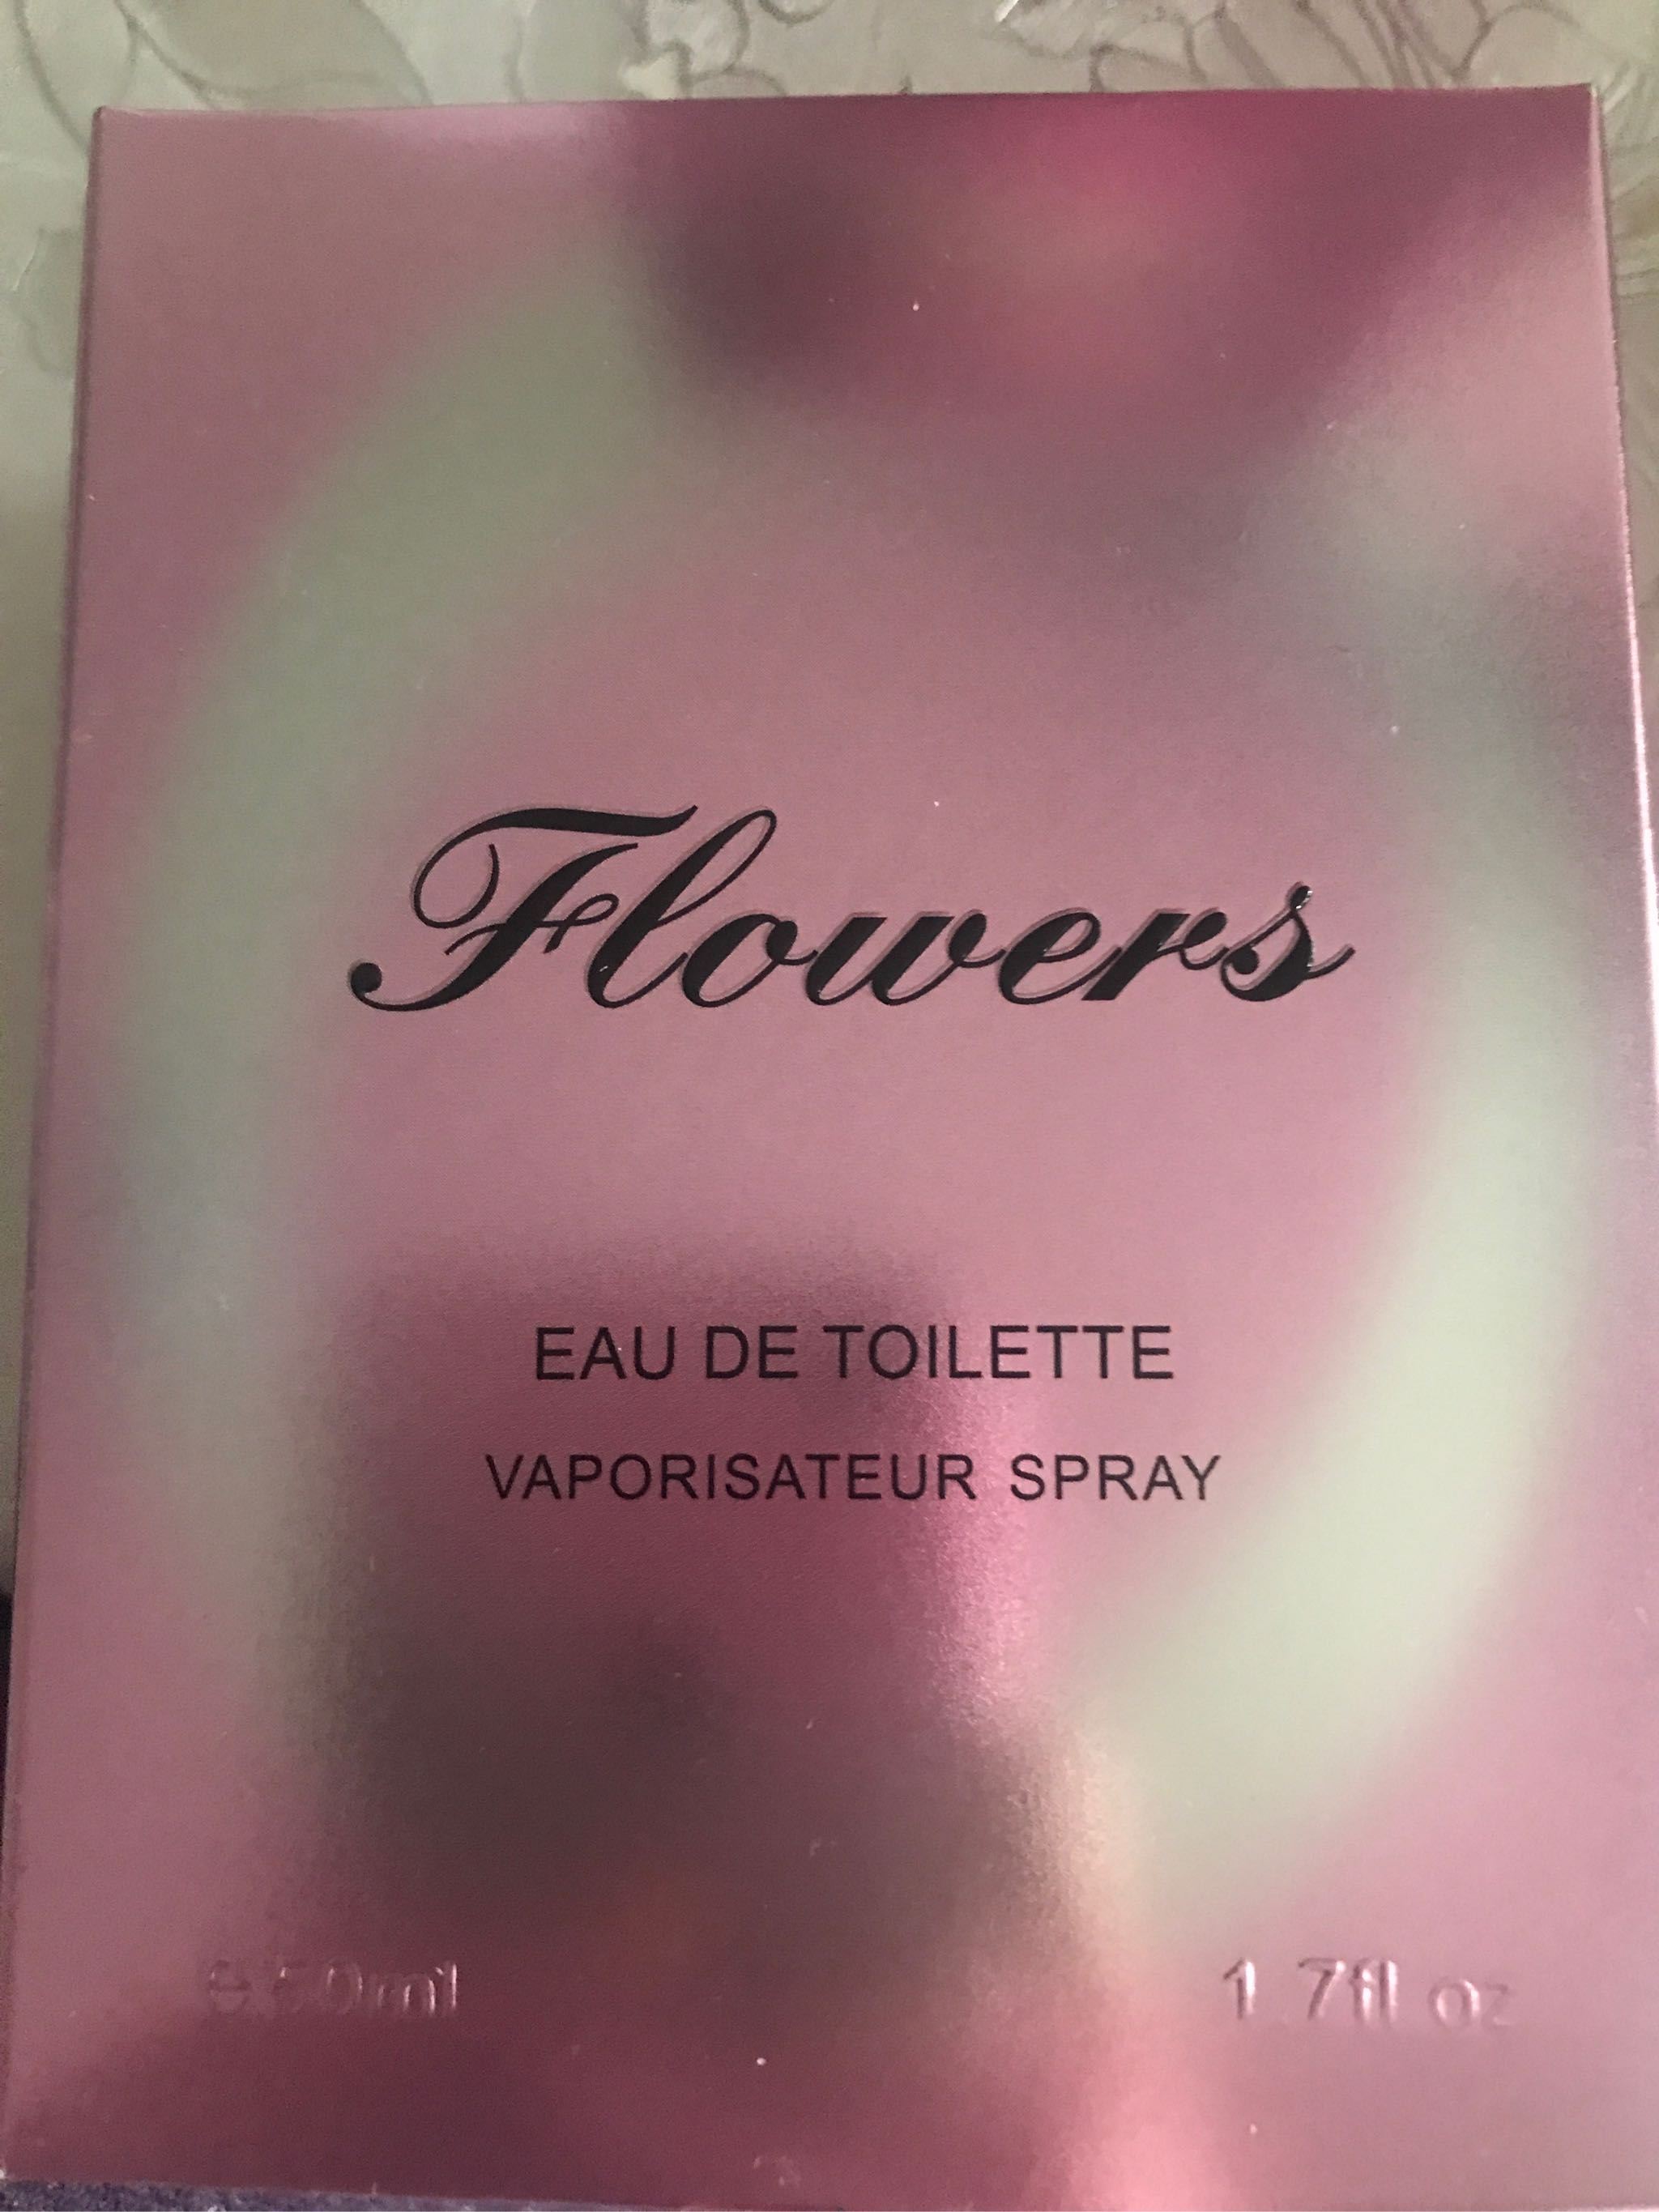 Flowers
EAU DE TOILETTE
VAPORISATEUR SPRAY
e 50ml 1.7fl oz